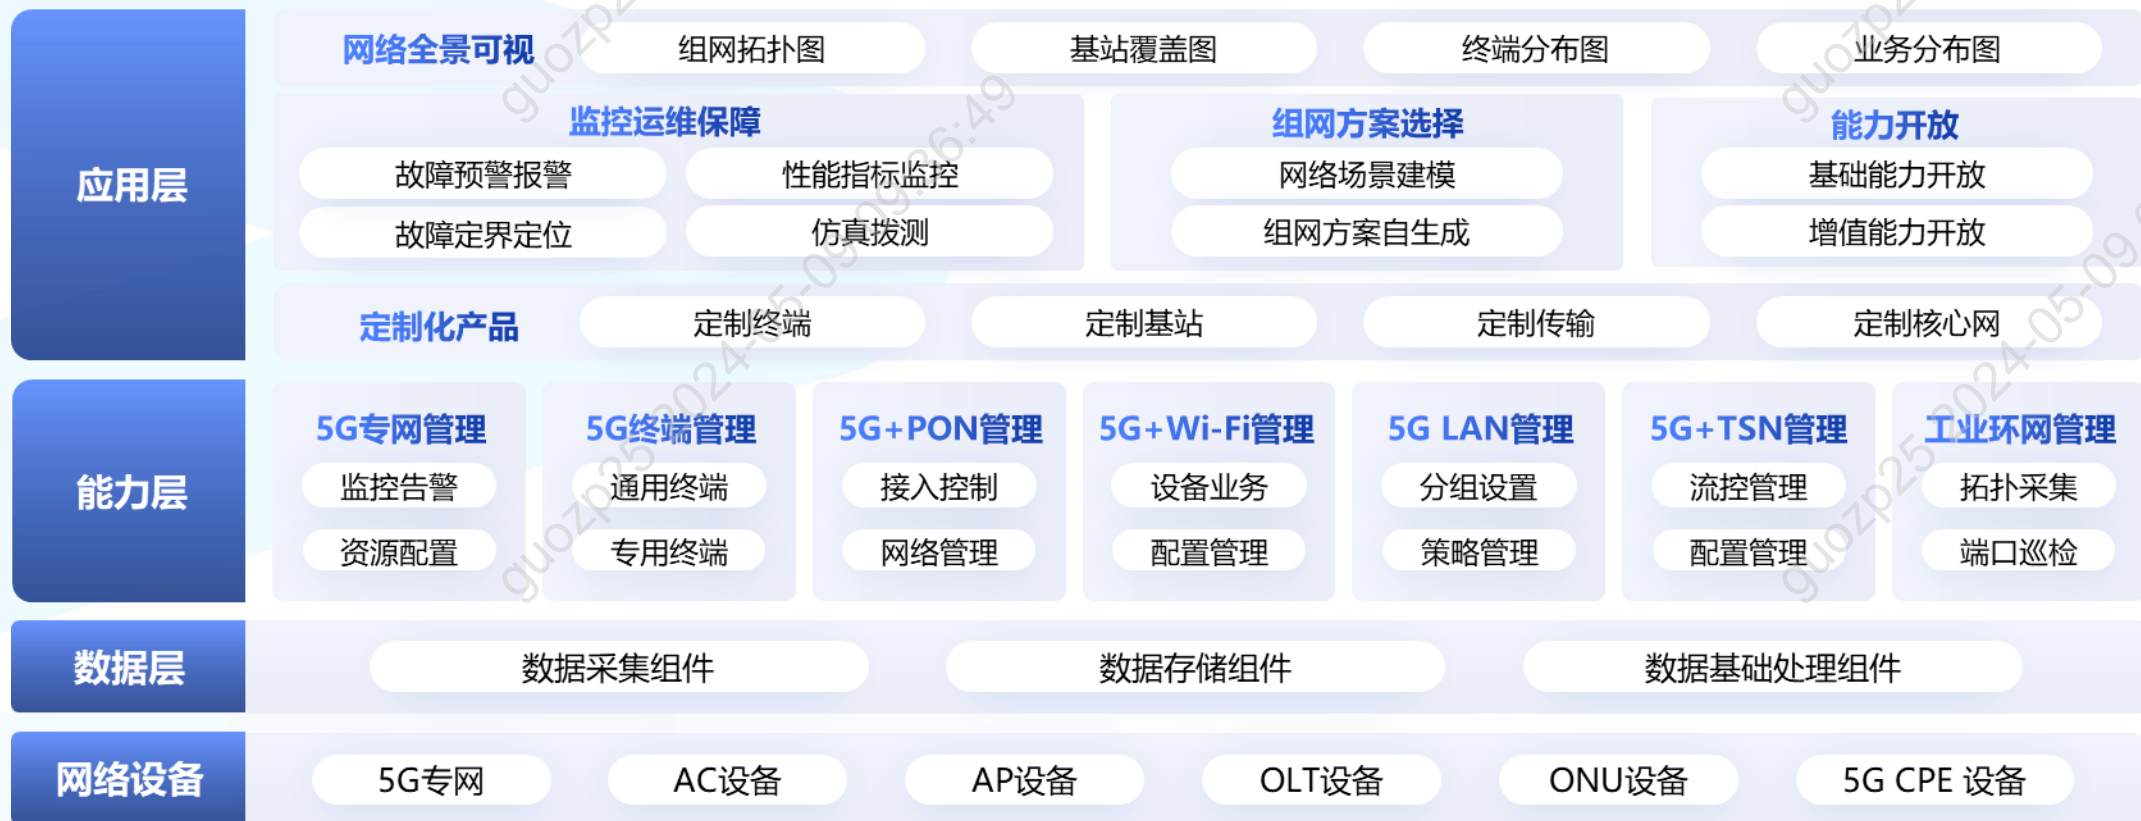 应用层
网络全景可视 组网拓扑图 基站覆盖图 终端分布图 业务分布图
监控运维保障 组网方案选择 能力开放
故障预警报警 性能指标监控 网络场景建模 基础能力开放
故障定界定位 仿真拨测 组网方案自生成 增值能力开放
定制化产品 定制终端 定制基站 定制传输 定制核心网
能力层
5G专网管理 5G终端管理 5G+PON管理 5G+Wi-Fi管理 5G LAN管理 5G+TSN管理 工业环网管理
监控告警 通用终端 接入控制 设备业务 分组设置 流控管理 拓扑采集
资源配置 专用终端 网络管理 配置管理 策略管理 配置管理 端口巡检
数据层 数据采集组件 数据存储组件 数据基础处理组件
网络设备 5G专网 AC设备 AP设备 OLT设备 ONU设备 5G CPE 设备
guozp2
guozp25 2024-05-09 09:36:49
guozp2
guozp25 2024-05-09